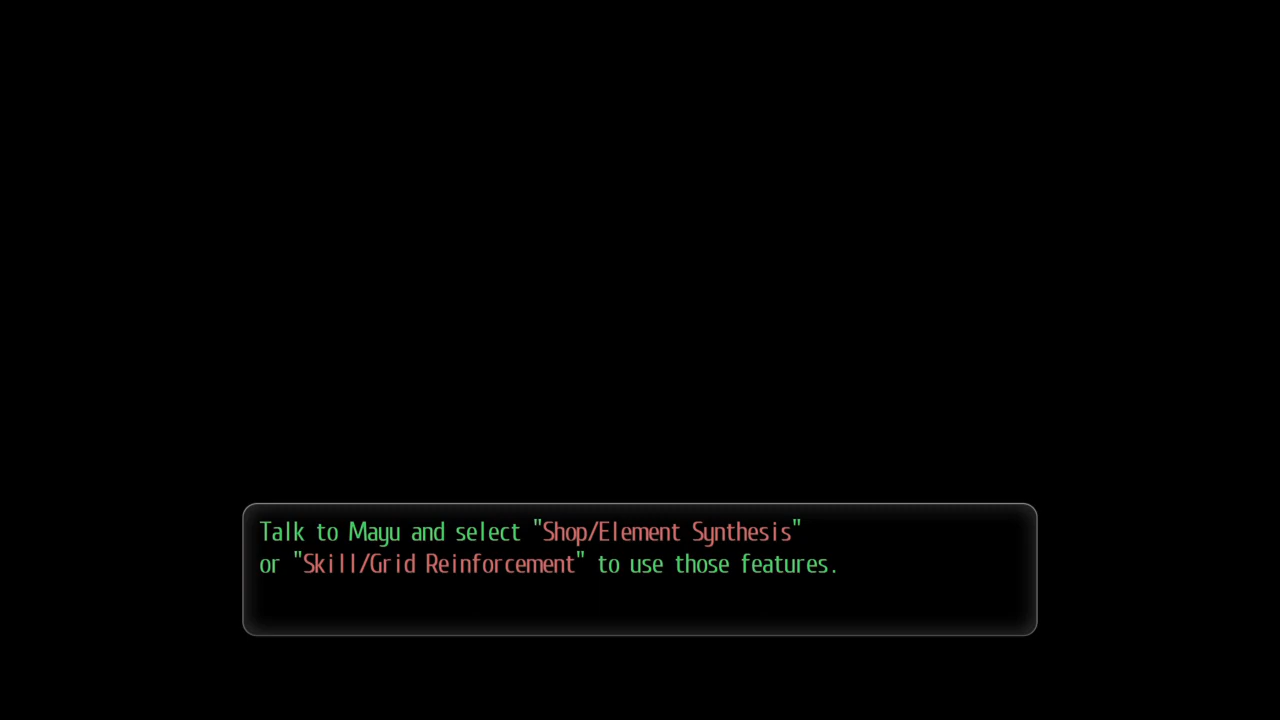 Talk to Mayu and select "Shop/Element Synthesis"
or "Skill/Grid Reinforcement" to use those features.